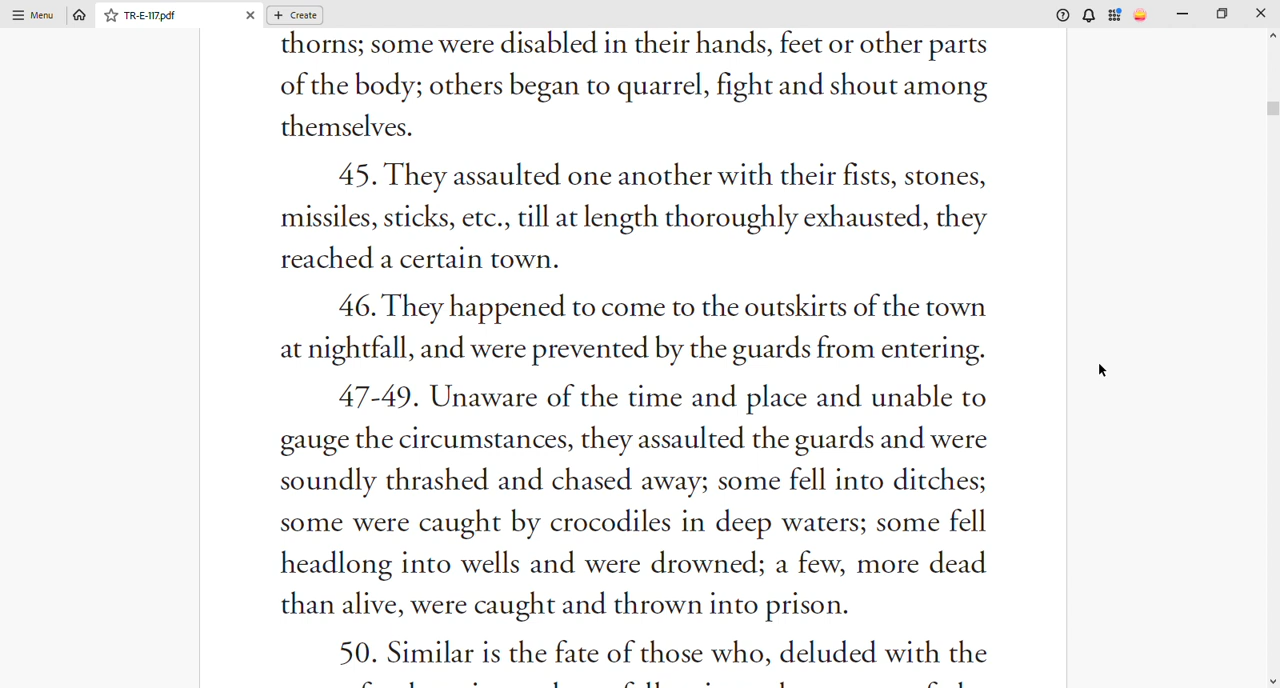 Menu
TR-E-117.pdf
+ Create
thorns; some were disabled in their hands, feet or other parts
of the body; others began to quarrel, fight and shout among
themselves.
45. They assaulted one another with their fists, stones,
missiles, sticks, etc., till at length thoroughly exhausted, they
reached a certain town.
46. They happened to come to the outskirts of the town
at nightfall, and were prevented by the guards from entering.
47-49. Unaware of the time and place and unable to
gauge the circumstances, they assaulted the guards and were
soundly thrashed and chased away; some fell into ditches;
some were caught by crocodiles in deep waters; some fell
headlong into wells and were drowned; a few, more dead
than alive, were caught and thrown into prison.
50. Similar is the fate of those who, deluded with the